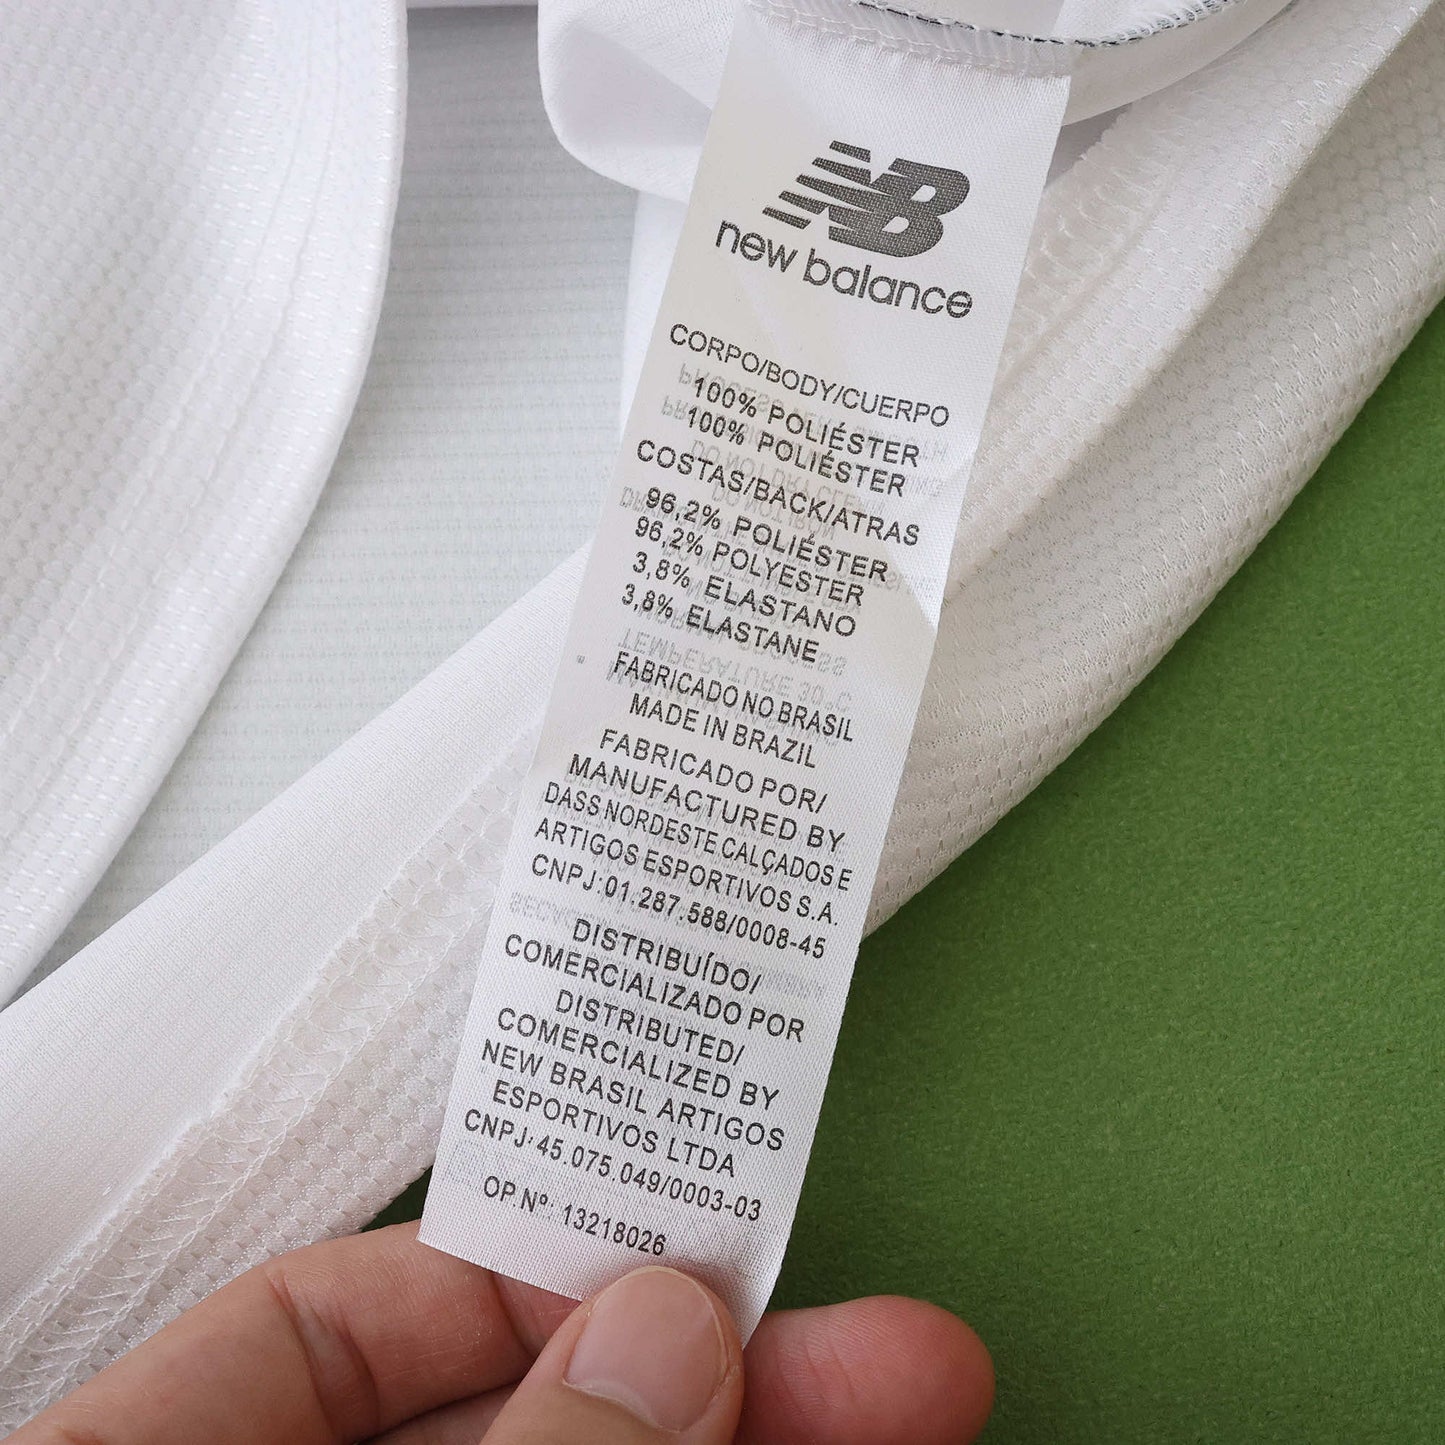 NB
new balance
CORPO/BODY/CUERPO
100% POLIÉSTER
100% POLIÉSTER
COSTAS/BACK/ATRAS
96,2% POLIÉSTER
96,2% POLYESTER
3,8% ELASTANO
3,8% ELASTANE
FABRICADO NO BRASIL
MADE IN BRAZIL
FABRICADO POR/
MANUFACTURED BY
DASS NORDESTE CALÇADOS E
ARTIGOS ESPORTIVOS S.A.
CNPJ:01.287.588/0008-45
DISTRIBUÍDO/
COMERCIALIZADO POR
DISTRIBUTED/
COMERCIALIZED BY
NEW BRASIL ARTIGOS
ESPORTIVOS LTDA
CNPJ:45.075.049/0003-03
OP.Nº: 13218026